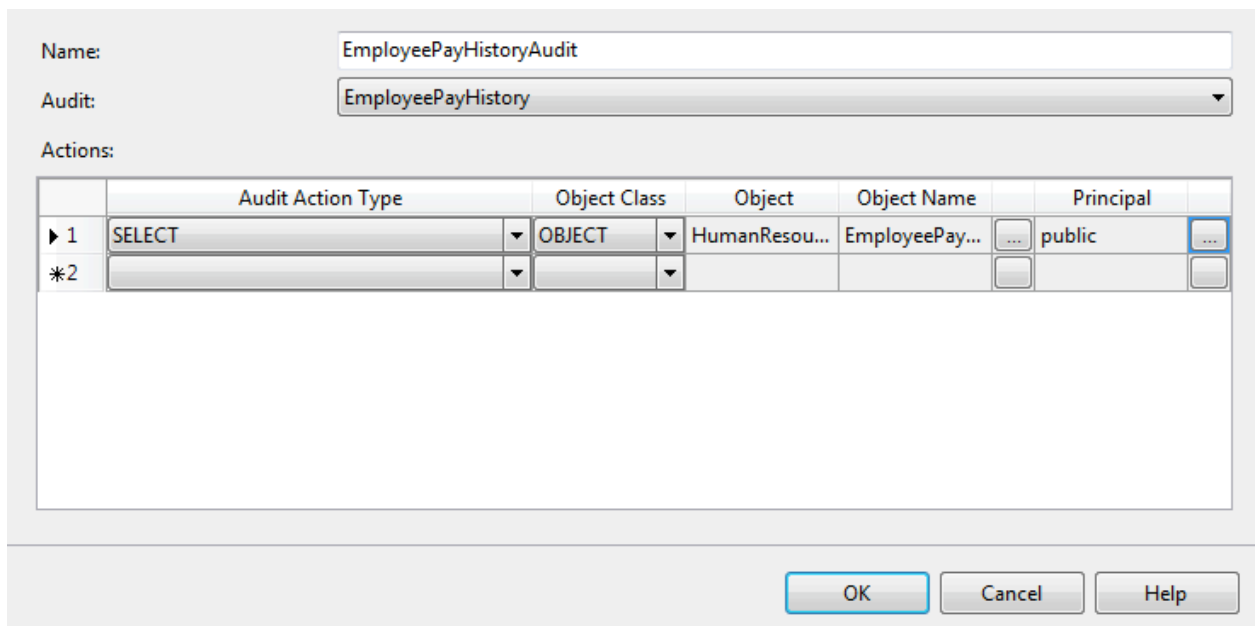 Name: EmployeePayHistoryAudit
Audit: EmployeePayHistory
Actions:
Audit Action Type Object Class Object Object Name Principal
1 SELECT OBJECT HumanResou... EmployeePay... ... public ...
*2
OK Cancel Help